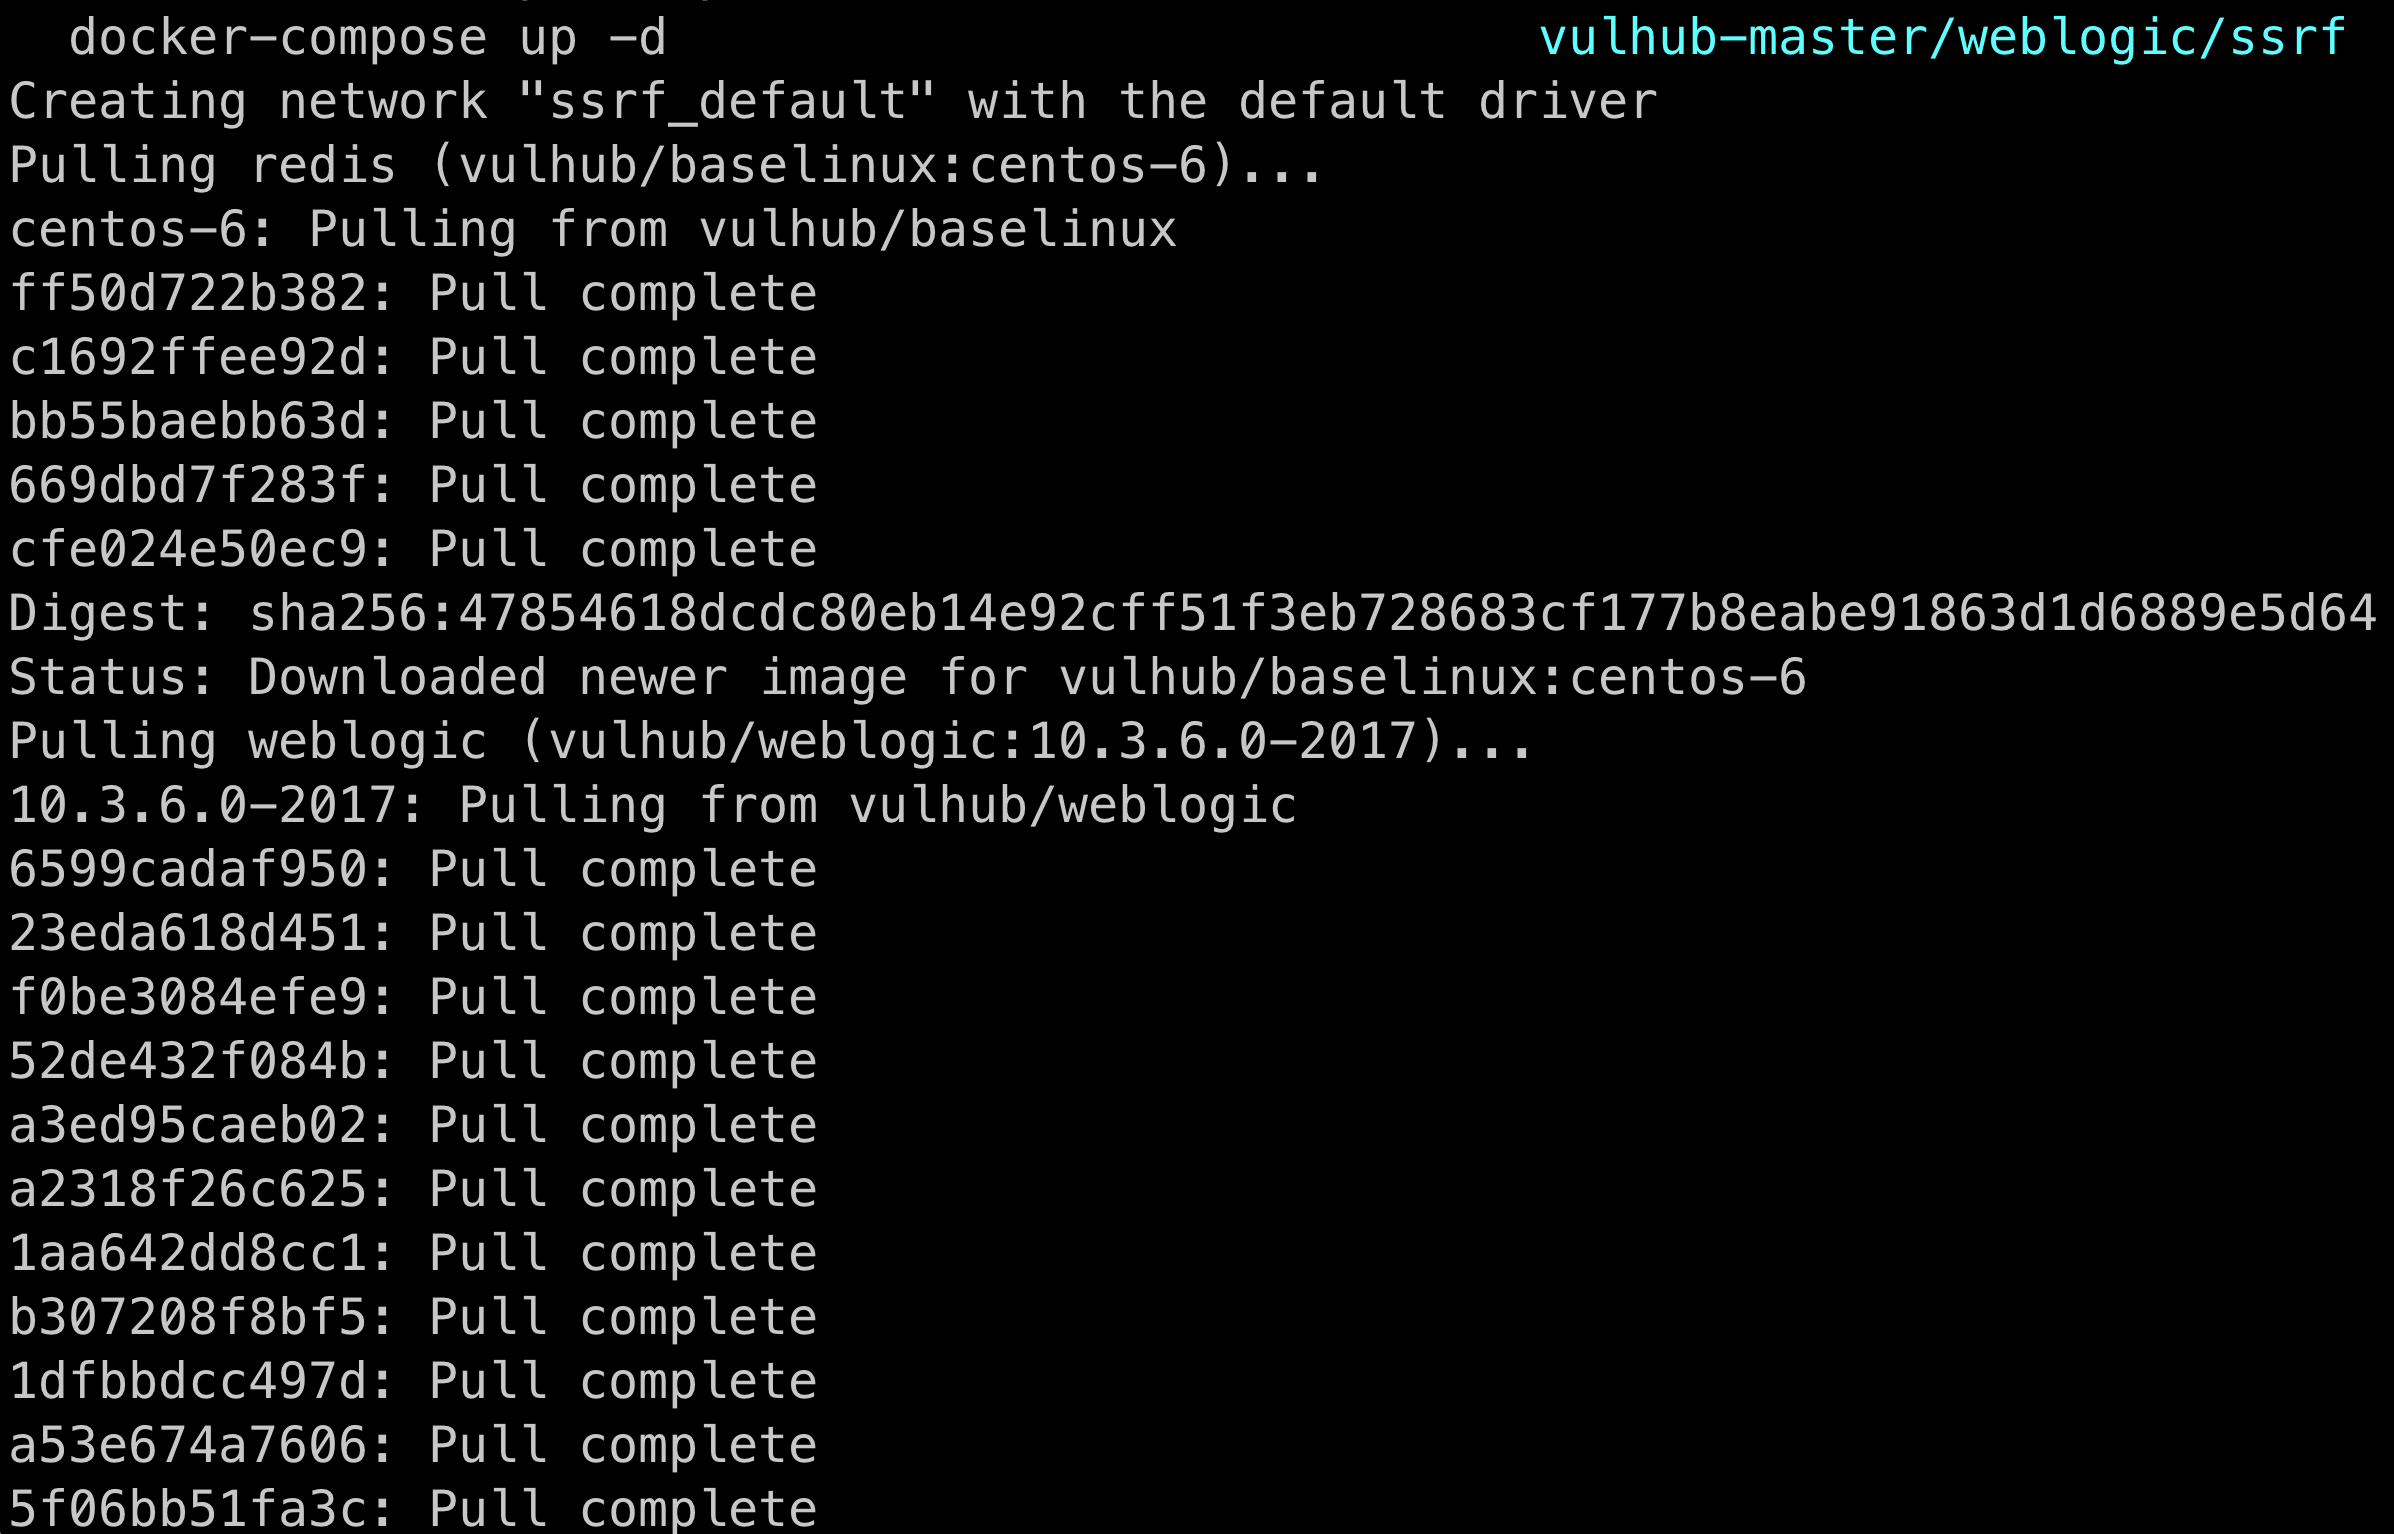 docker-compose up -d vulhub-master/weblogic/ssrf
Creating network "ssrf_default" with the default driver
Pulling redis (vulhub/baselinux:centos-6)...
centos-6: Pulling from vulhub/baselinux
ff50d722b382: Pull complete
c1692ffee92d: Pull complete
bb55baebb63d: Pull complete
669dbd7f283f: Pull complete
cfe024e50ec9: Pull complete
Digest: sha256:47854618dcdc80eb14e92cff51f3eb728683cf177b8eabe91863d1d6889e5d64
Status: Downloaded newer image for vulhub/baselinux:centos-6
Pulling weblogic (vulhub/weblogic:10.3.6.0-2017)...
10.3.6.0-2017: Pulling from vulhub/weblogic
6599cadaf950: Pull complete
23eda618d451: Pull complete
f0be3084efe9: Pull complete
52de432f084b: Pull complete
a3ed95caeb02: Pull complete
a2318f26c625: Pull complete
1aa642dd8cc1: Pull complete
b307208f8bf5: Pull complete
1dfbbdcc497d: Pull complete
a53e674a7606: Pull complete
5f06bb51fa3c: Pull complete